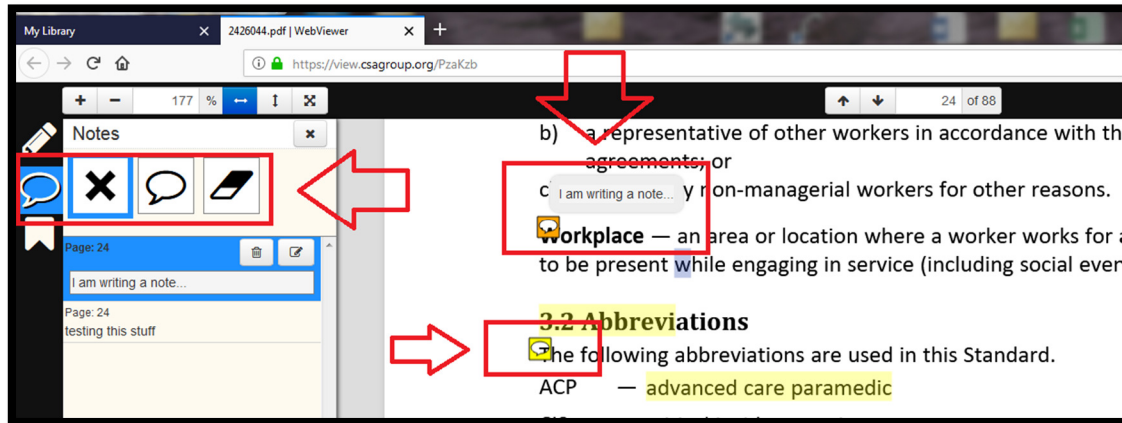 My Library
2426044.pdf | WebViewer
https://view.csagroup.org/PzaKzb
177 %
24 of 88
Notes
Page: 24
I am writing a note...
Page: 24
testing this stuff
b) a representative of other workers in accordance with th
agreements; or
c
I am writing a note...
y non-managerial workers for other reasons.
Workplace — an area or location where a worker works for a
to be present while engaging in service (including social even
3.2 Abbreviations
The following abbreviations are used in this Standard.
ACP — advanced care paramedic